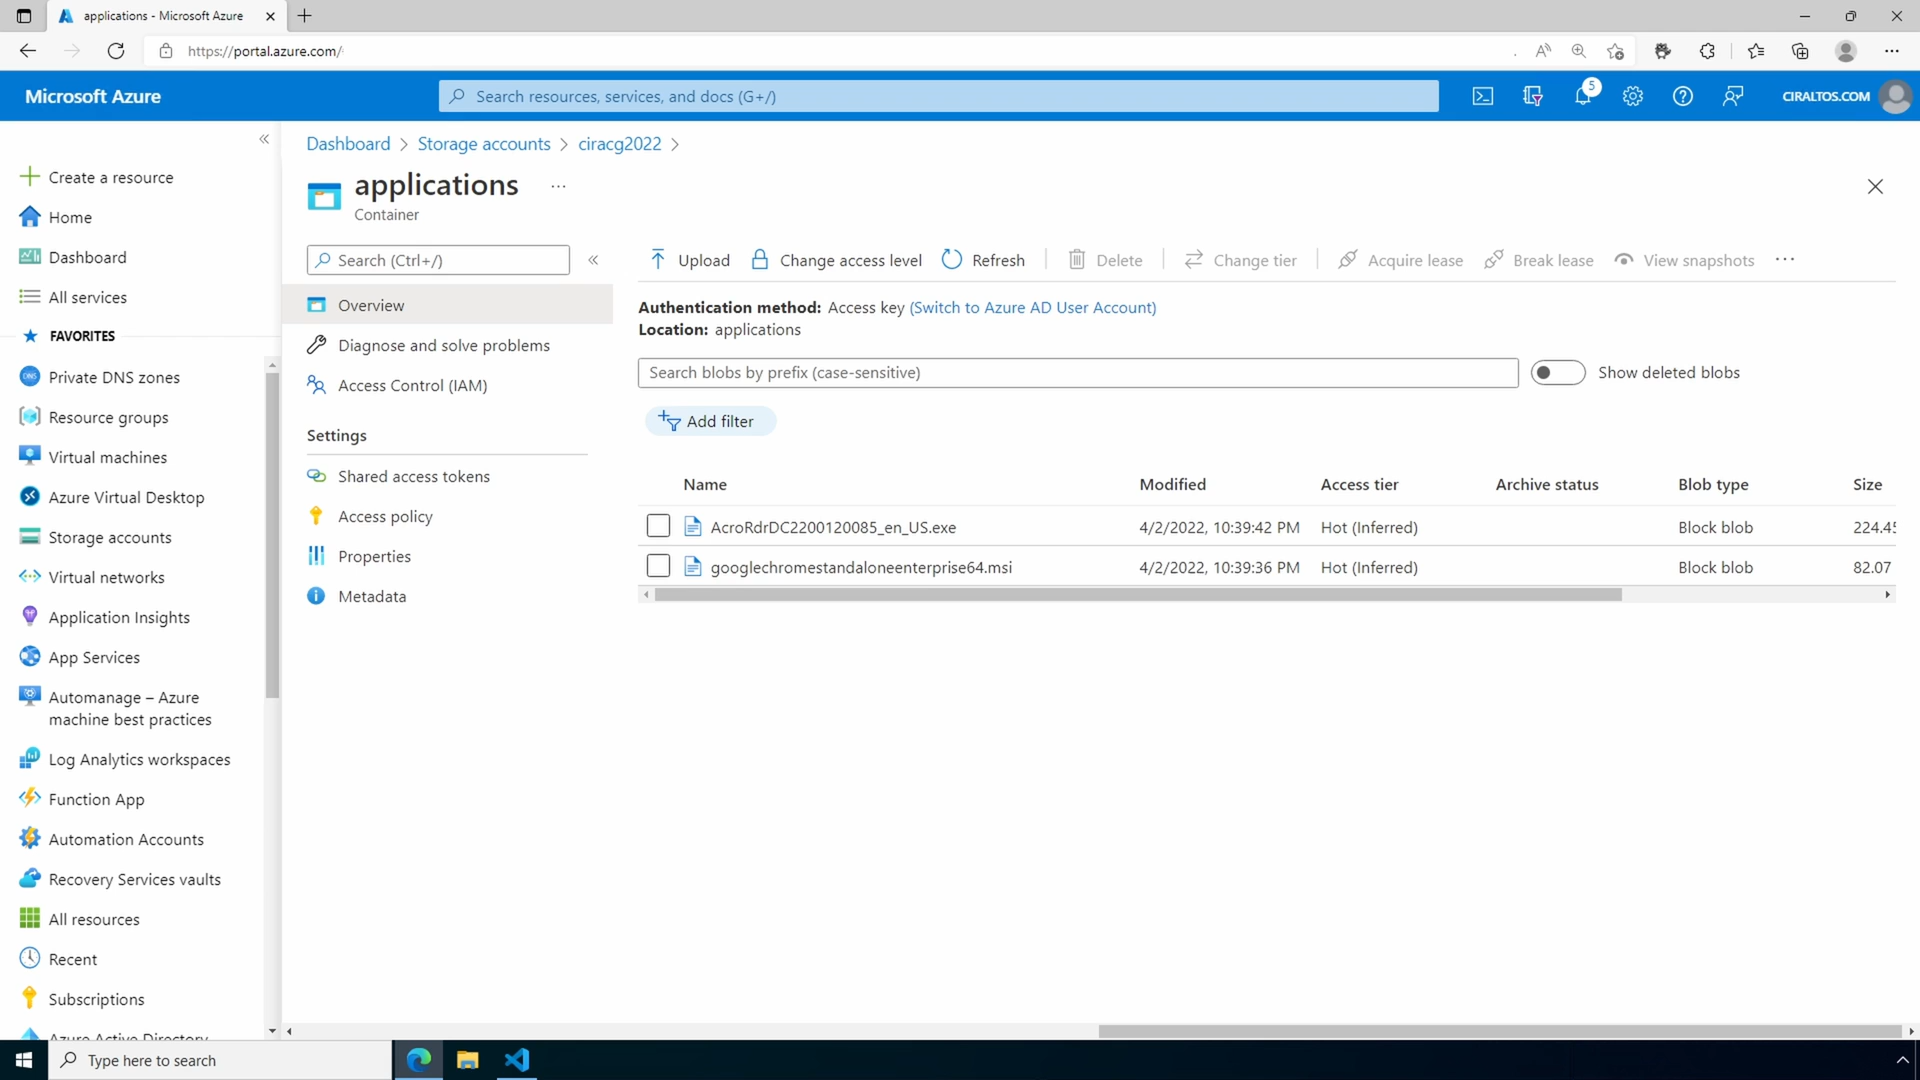 applications - Microsoft Azure
https://portal.azure.com/
Microsoft Azure
Search resources, services, and docs (G+/)
5
CIRALTOS.COM
Create a resource
Home
Dashboard
All services
FAVORITES
Private DNS zones
Resource groups
Virtual machines
Azure Virtual Desktop
Storage accounts
Virtual networks
Application Insights
App Services
Automanage – Azure
machine best practices
Log Analytics workspaces
Function App
Automation Accounts
Recovery Services vaults
All resources
Recent
Subscriptions
Azure Active Directory
Dashboard > Storage accounts > ciracg2022 >
applications ...
Container
Search (Ctrl+/)
Overview
Diagnose and solve problems
Access Control (IAM)
Settings
Shared access tokens
Access policy
Properties
Metadata
Upload Change access level Refresh Delete Change tier Acquire lease Break lease View snapshots ...
Authentication method: Access key (Switch to Azure AD User Account)
Location: applications
Search blobs by prefix (case-sensitive)
Show deleted blobs
Add filter
Name Modified Access tier Archive status Blob type Size
AcroRdrDC2200120085_en_US.exe 4/2/2022, 10:39:42 PM Hot (Inferred) Block blob 224.45
googlechromestandaloneenterprise64.msi 4/2/2022, 10:39:36 PM Hot (Inferred) Block blob 82.07
Type here to search